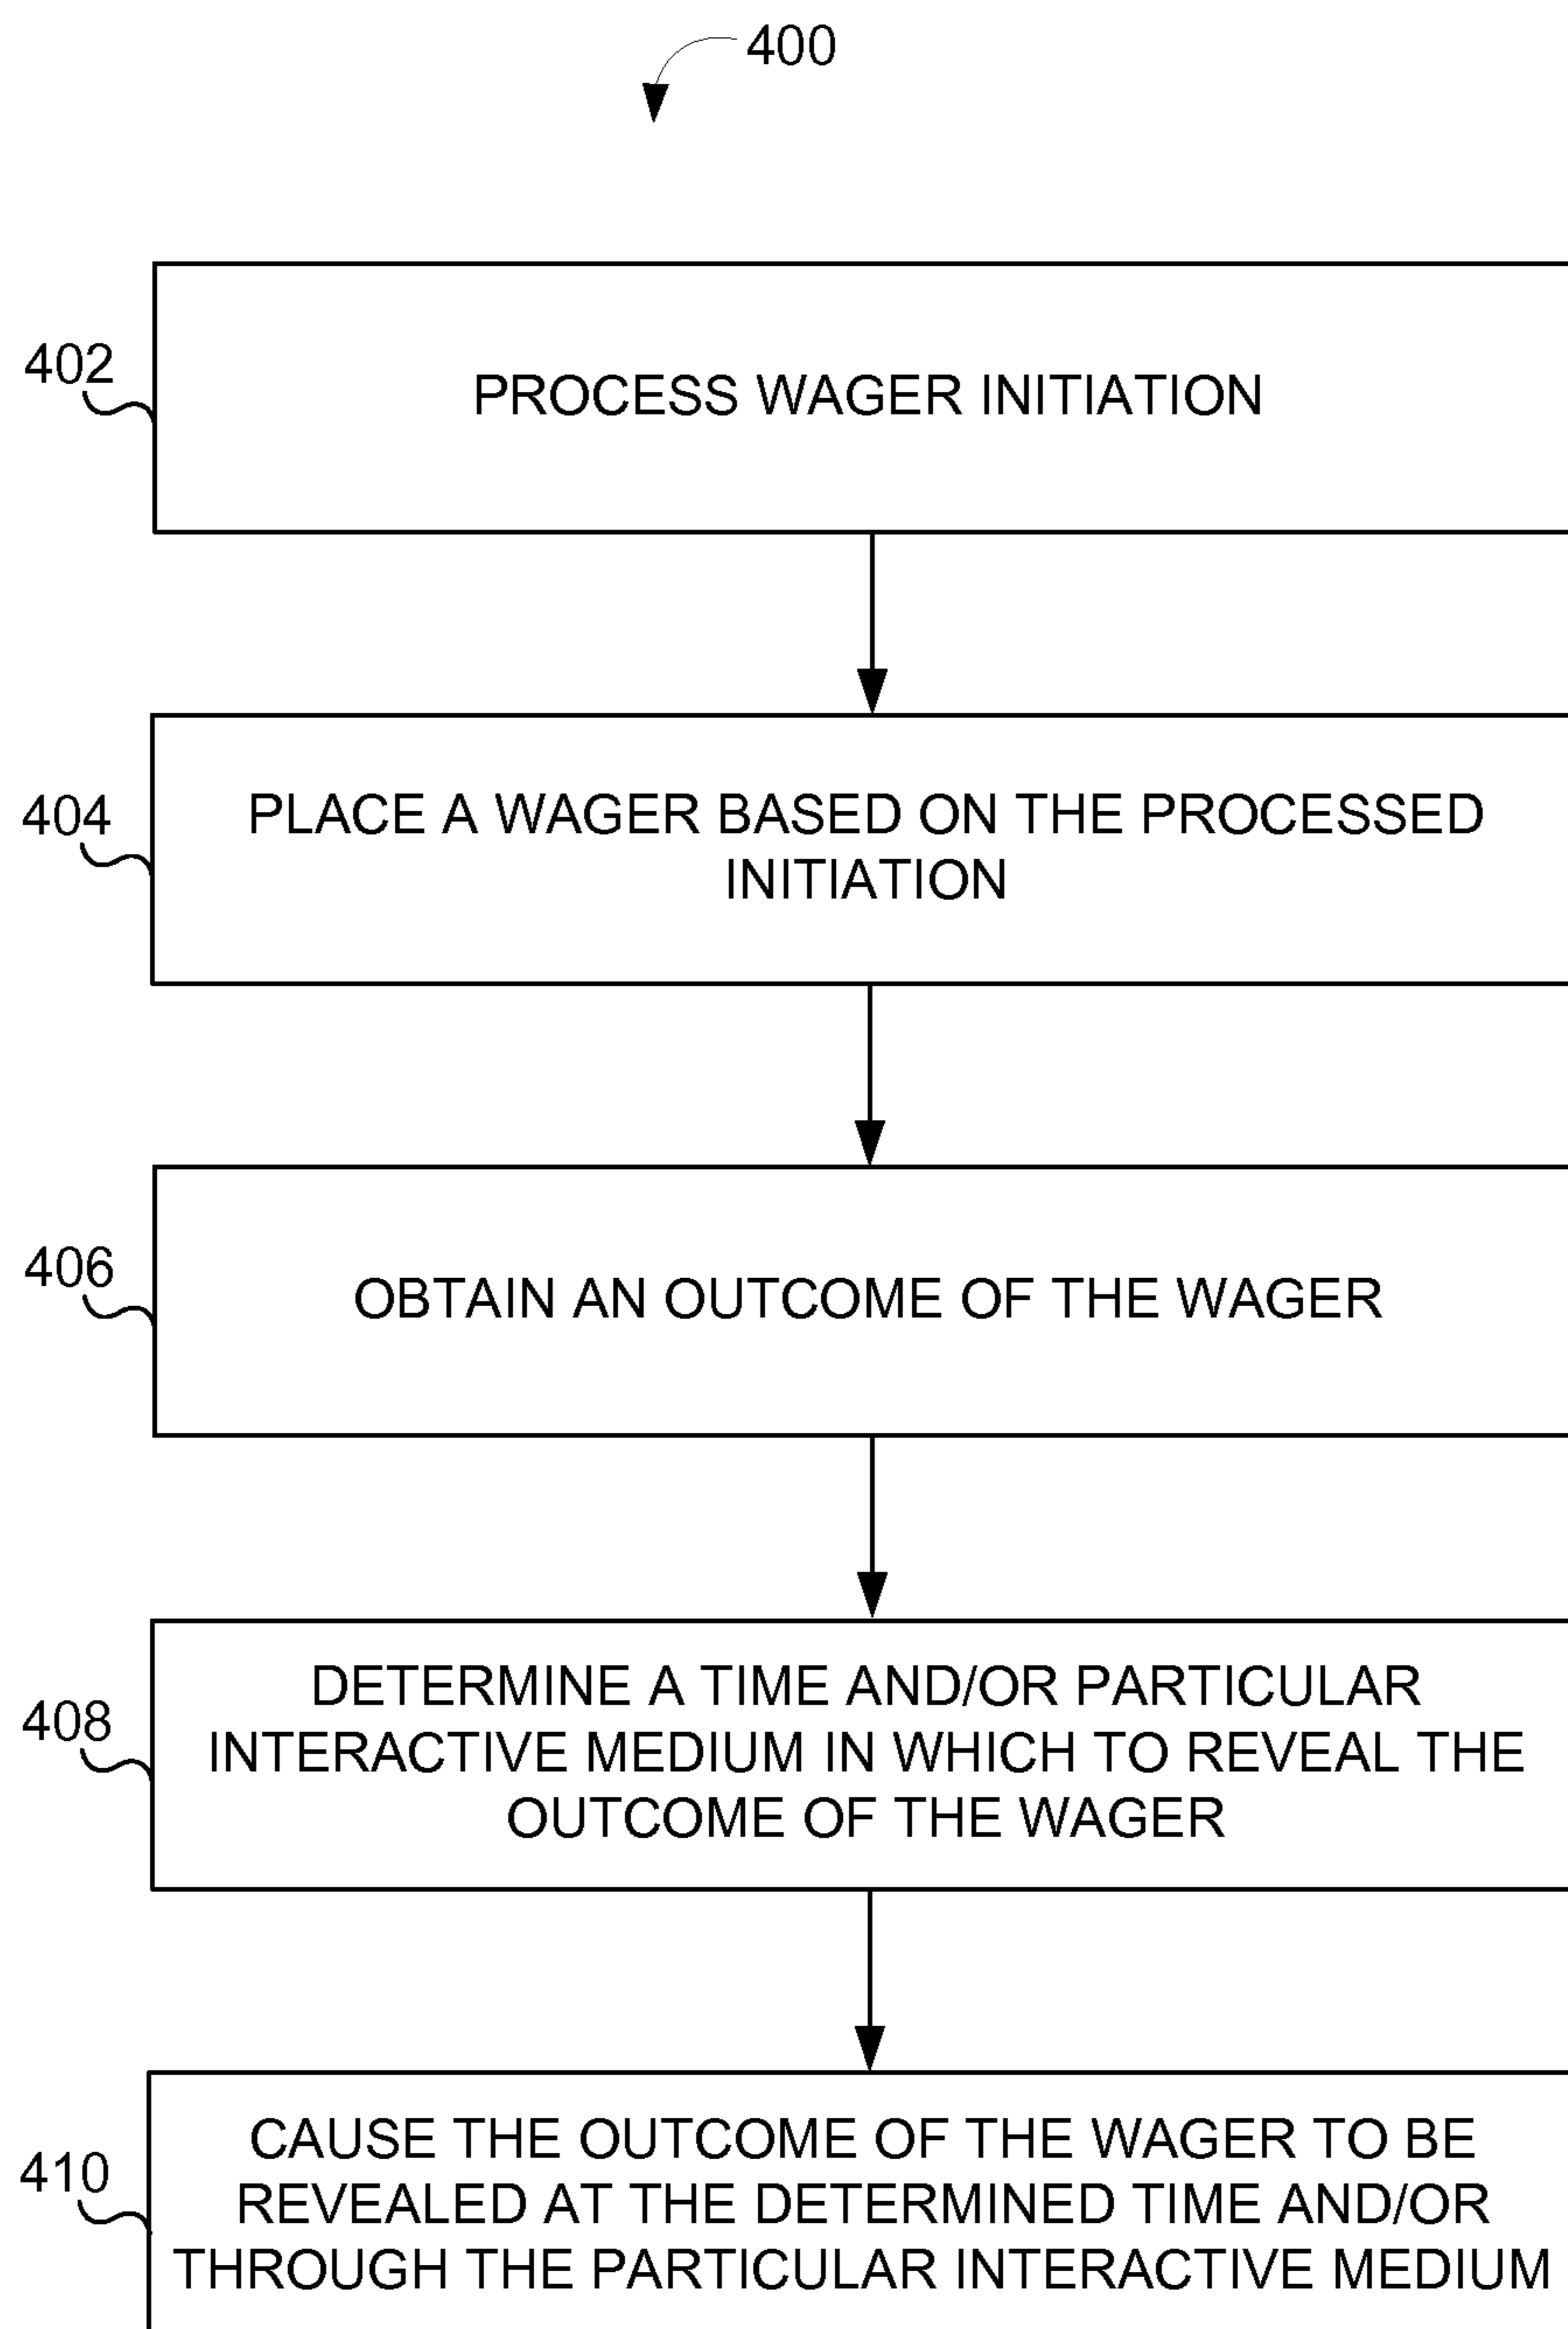 400
402
PROCESS WAGER INITIATION
404
PLACE A WAGER BASED ON THE PROCESSED
INITIATION
406
OBTAIN AN OUTCOME OF THE WAGER
408
DETERMINE A TIME AND/OR PARTICULAR
INTERACTIVE MEDIUM IN WHICH TO REVEAL THE
OUTCOME OF THE WAGER
410
CAUSE THE OUTCOME OF THE WAGER TO BE
REVEALED AT THE DETERMINED TIME AND/OR
THROUGH THE PARTICULAR INTERACTIVE MEDIUM